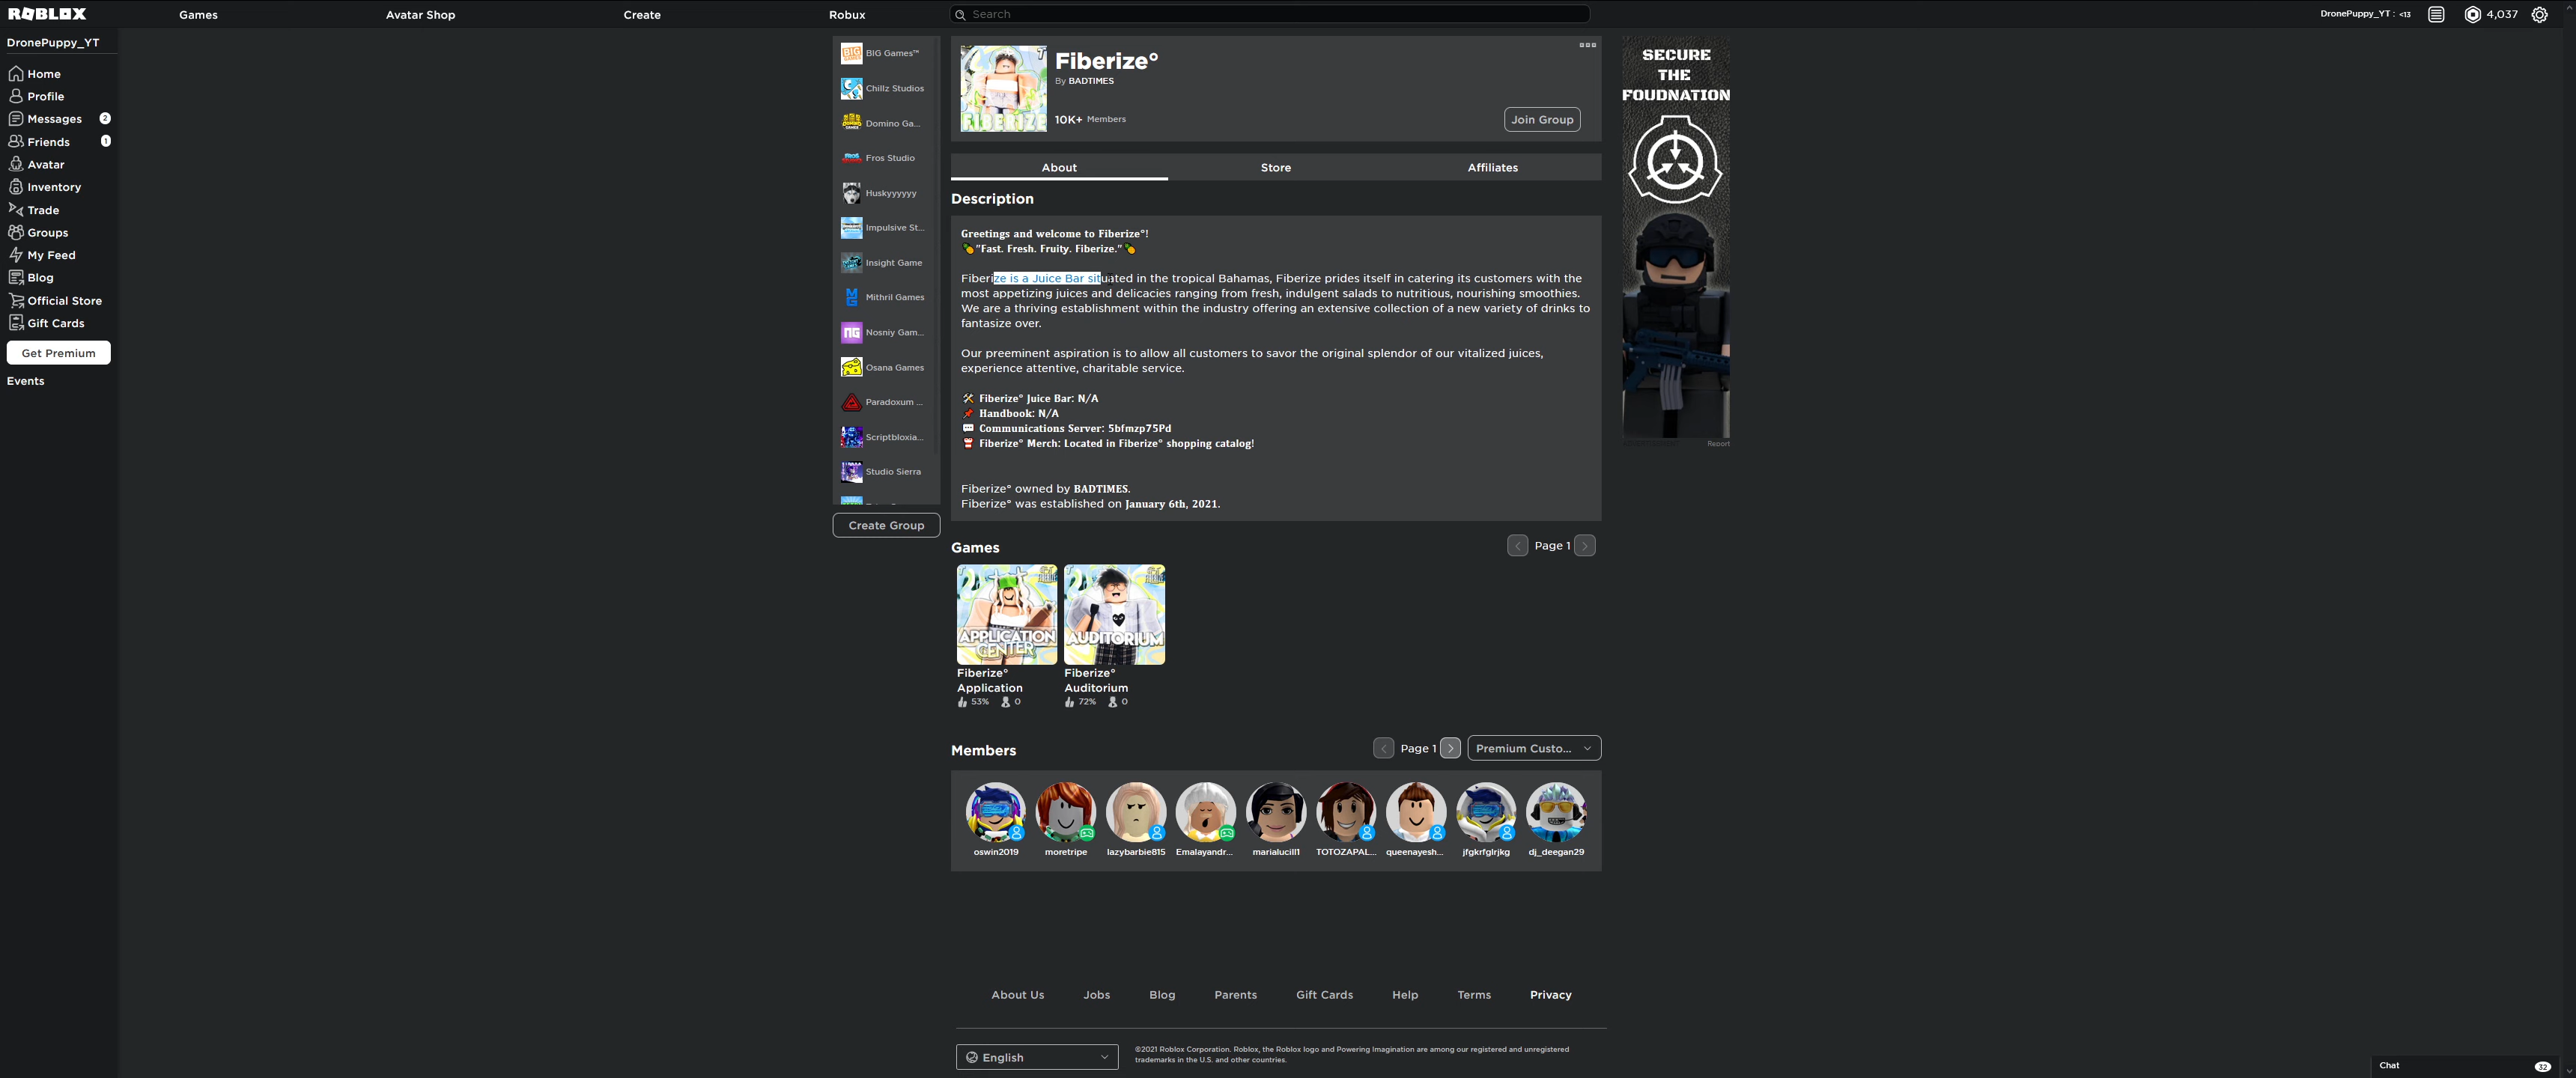 ROBLOX
Games
Avatar Shop
Create
Robux
Search
DronePuppy_YT : <13
4,037
DronePuppy_YT
Home
Profile
Messages 2
Friends 1
Avatar
Inventory
Trade
Groups
My Feed
Blog
Official Store
Gift Cards
Get Premium
Events
BIG Games™
Chillz Studios
Domino Ga...
Fros Studio
Huskyyyyyy
Impulsive St...
Insight Game
Mithril Games
Nosniy Gam...
Osana Games
Paradoxum ...
Scriptbloxia...
Studio Sierra
Create Group
FIBERIZE
Fiberize°
By BADTIMES
10K+ Members
Join Group
About
Store
Affiliates
Description
Greetings and welcome to Fiberize°!
🍍"Fast. Fresh. Fruity. Fiberize."🍍
Fiberize is a Juice Bar situated in the tropical Bahamas, Fiberize prides itself in catering its customers with the
most appetizing juices and delicacies ranging from fresh, indulgent salads to nutritious, nourishing smoothies.
We are a thriving establishment within the industry offering an extensive collection of a new variety of drinks to
fantasize over.
Our preeminent aspiration is to allow all customers to savor the original splendor of our vitalized juices,
experience attentive, charitable service.
🛠 Fiberize° Juice Bar: N/A
📌 Handbook: N/A
💬 Communications Server: 5bfmzp75Pd
Fiberize° Merch: Located in Fiberize° shopping catalog!
Fiberize° owned by BADTIMES.
Fiberize° was established on January 6th, 2021.
Games
Page 1
APPLICATION
CENTER
AUDITORIUM
Fiberize°
Application
53% 0
Fiberize°
Auditorium
72% 0
Members
Page 1
Premium Custo...
oswin2019
moretripe
lazybarbie815
Emalayandr...
marialucill1
TOTOZAPAL...
queenayesh...
jfgkrfglrjkg
dj_deegan29
SECURE
THE
FOUDNATION
Report
About Us
Jobs
Blog
Parents
Gift Cards
Help
Terms
Privacy
English
©2021 Roblox Corporation. Roblox, the Roblox logo and Powering Imagination are among our registered and unregistered
trademarks in the U.S. and other countries.
Chat 32